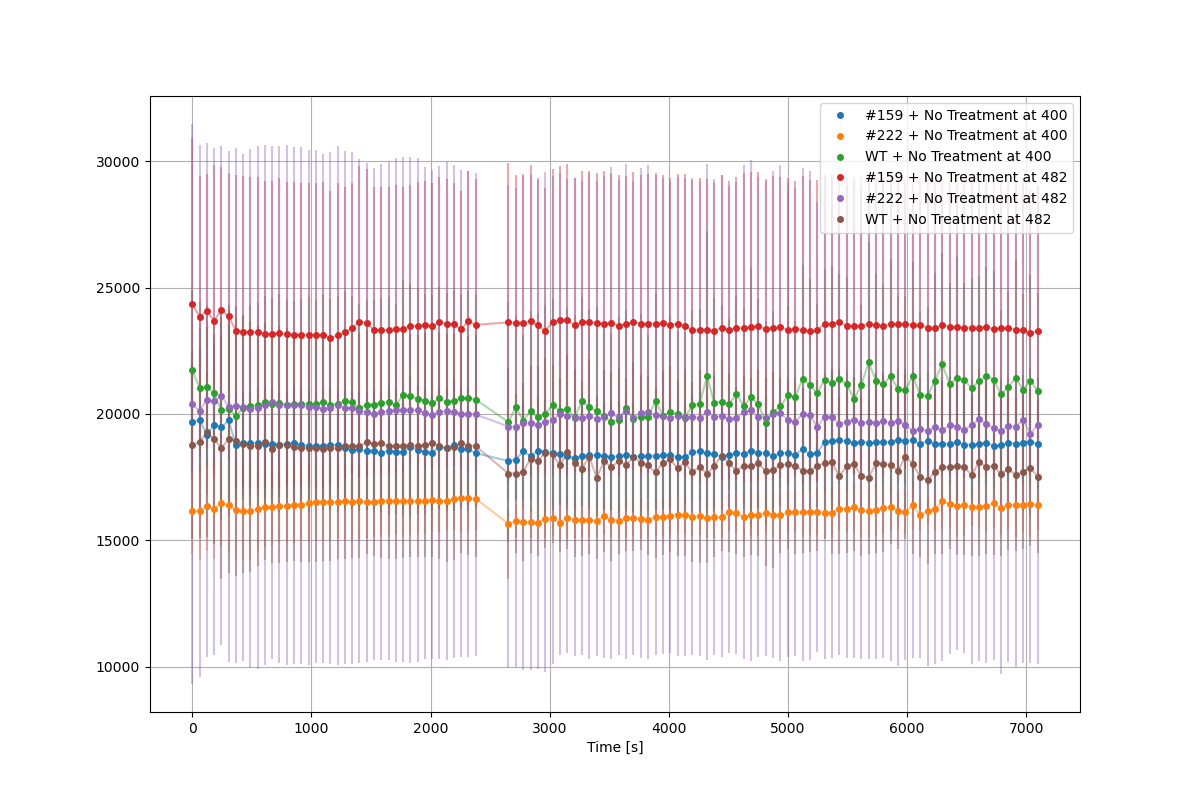 #159 + No Treatment at 400
#222 + No Treatment at 400
WT + No Treatment at 400
#159 + No Treatment at 482
#222 + No Treatment at 482
WT + No Treatment at 482
30000
25000
20000
15000
10000
0 1000 2000 3000 4000 5000 6000 7000
Time [s]